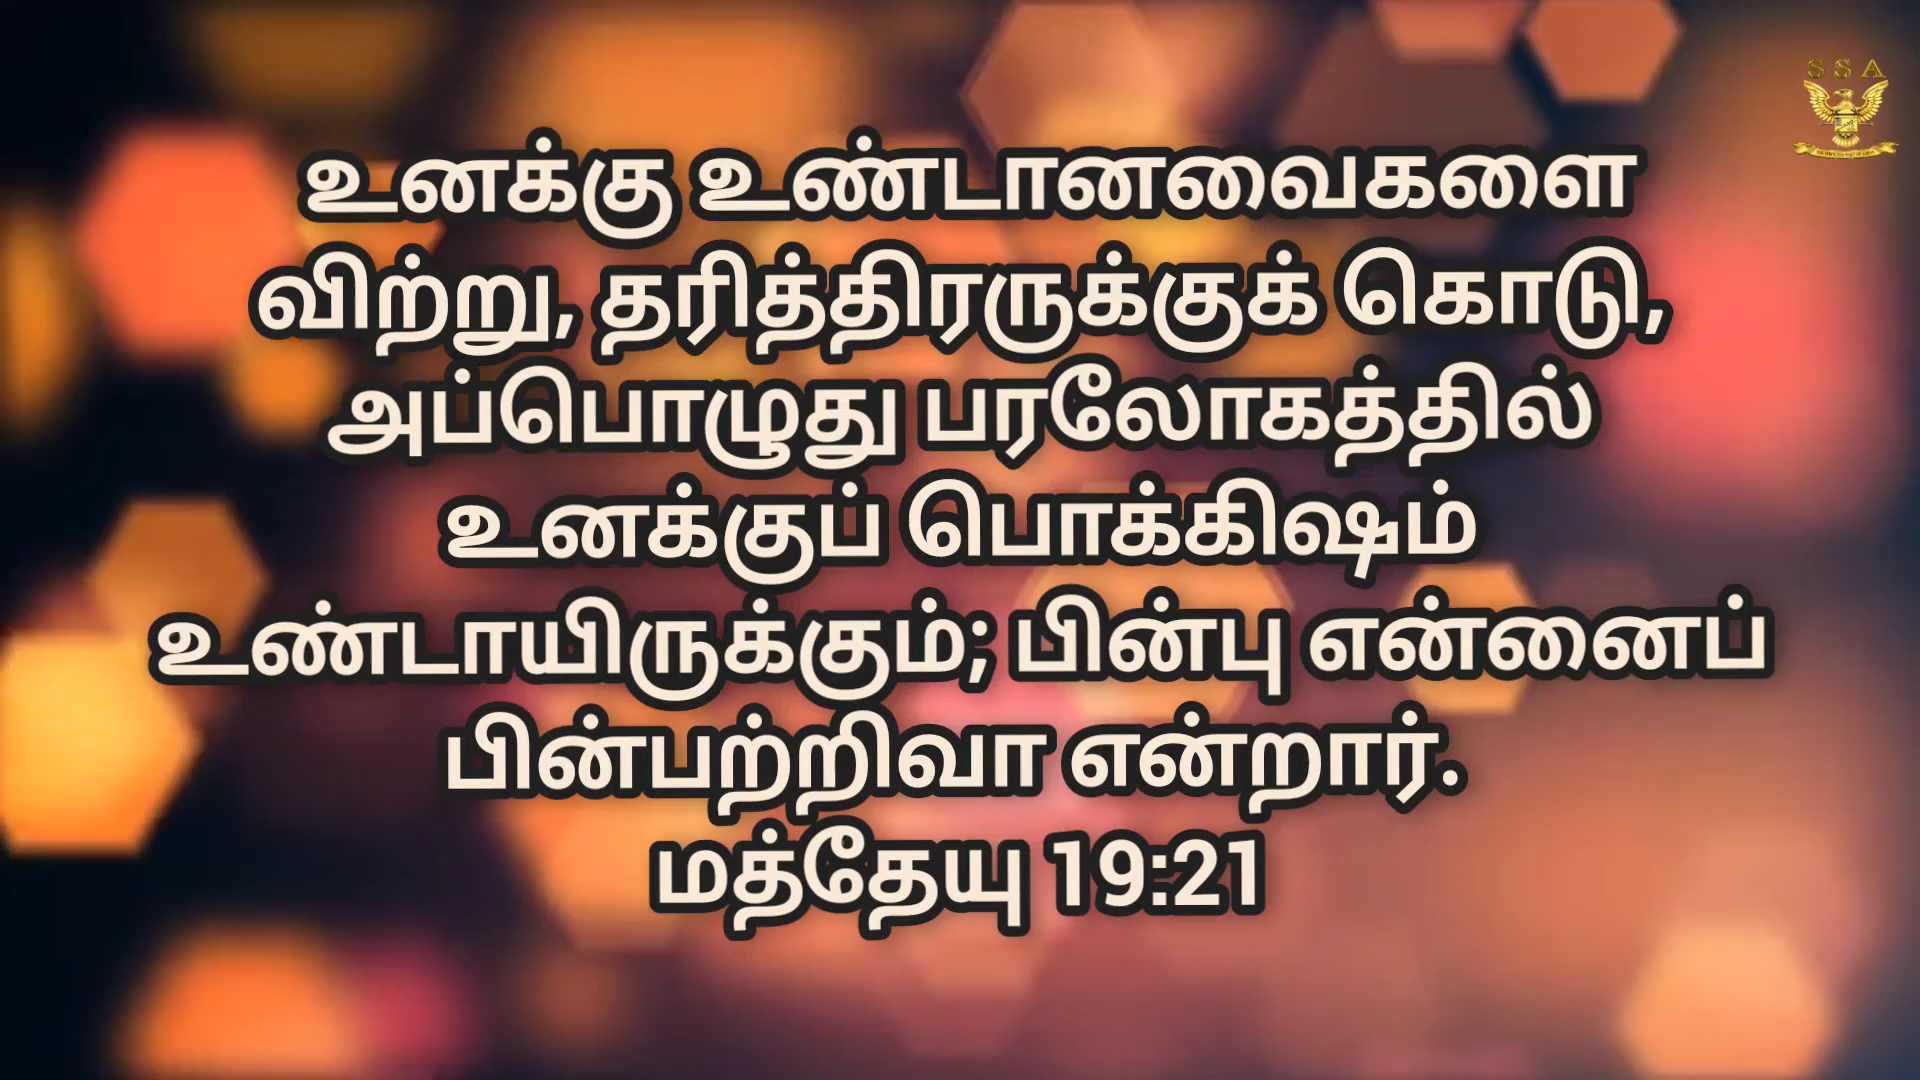 SSA
உனக்கு உண்டானவைகளை
விற்று, தரித்திரருக்குக் கொடு,
அப்பொழுது பரலோகத்தில்
உனக்குப் பொக்கிஷம்
உண்டாயிருக்கும்; பின்பு என்னைப்
பின்பற்றிவா என்றார்.
மத்தேயு 19:21